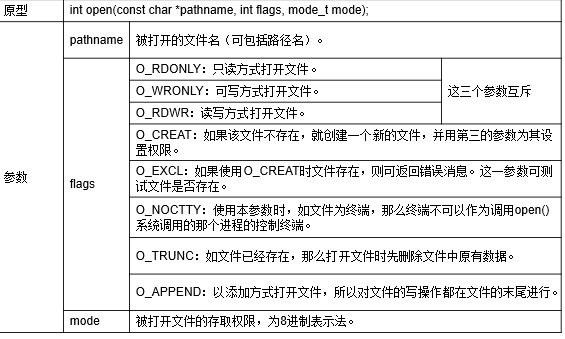 原型
int open(const char *pathname, int flags, mode_t mode);
参数
pathname
被打开的文件名（可包括路径名）。
flags
O_RDONLY：只读方式打开文件。
O_WRONLY：可写方式打开文件。
O_RDWR：读写方式打开文件。
这三个参数互斥
O_CREAT：如果该文件不存在，就创建一个新的文件，并用第三的参数为其设
置权限。
O_EXCL：如果使用O_CREAT时文件存在，则可返回错误消息。这一参数可测
试文件是否存在。
O_NOCTTY：使用本参数时，如文件为终端，那么终端不可以作为调用open()
系统调用的那个进程的控制终端。
O_TRUNC：如文件已经存在，那么打开文件时先删除文件中原有数据。
O_APPEND：以添加方式打开文件，所以对文件的写操作都在文件的末尾进行。
mode
被打开文件的存取权限，为8进制表示法。